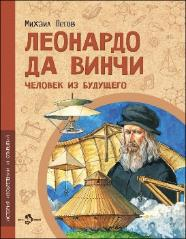 Михаил Пегов
ЛЕОНАРДО
ДА ВИНЧИ
ЧЕЛОВЕК ИЗ БУДУЩЕГО